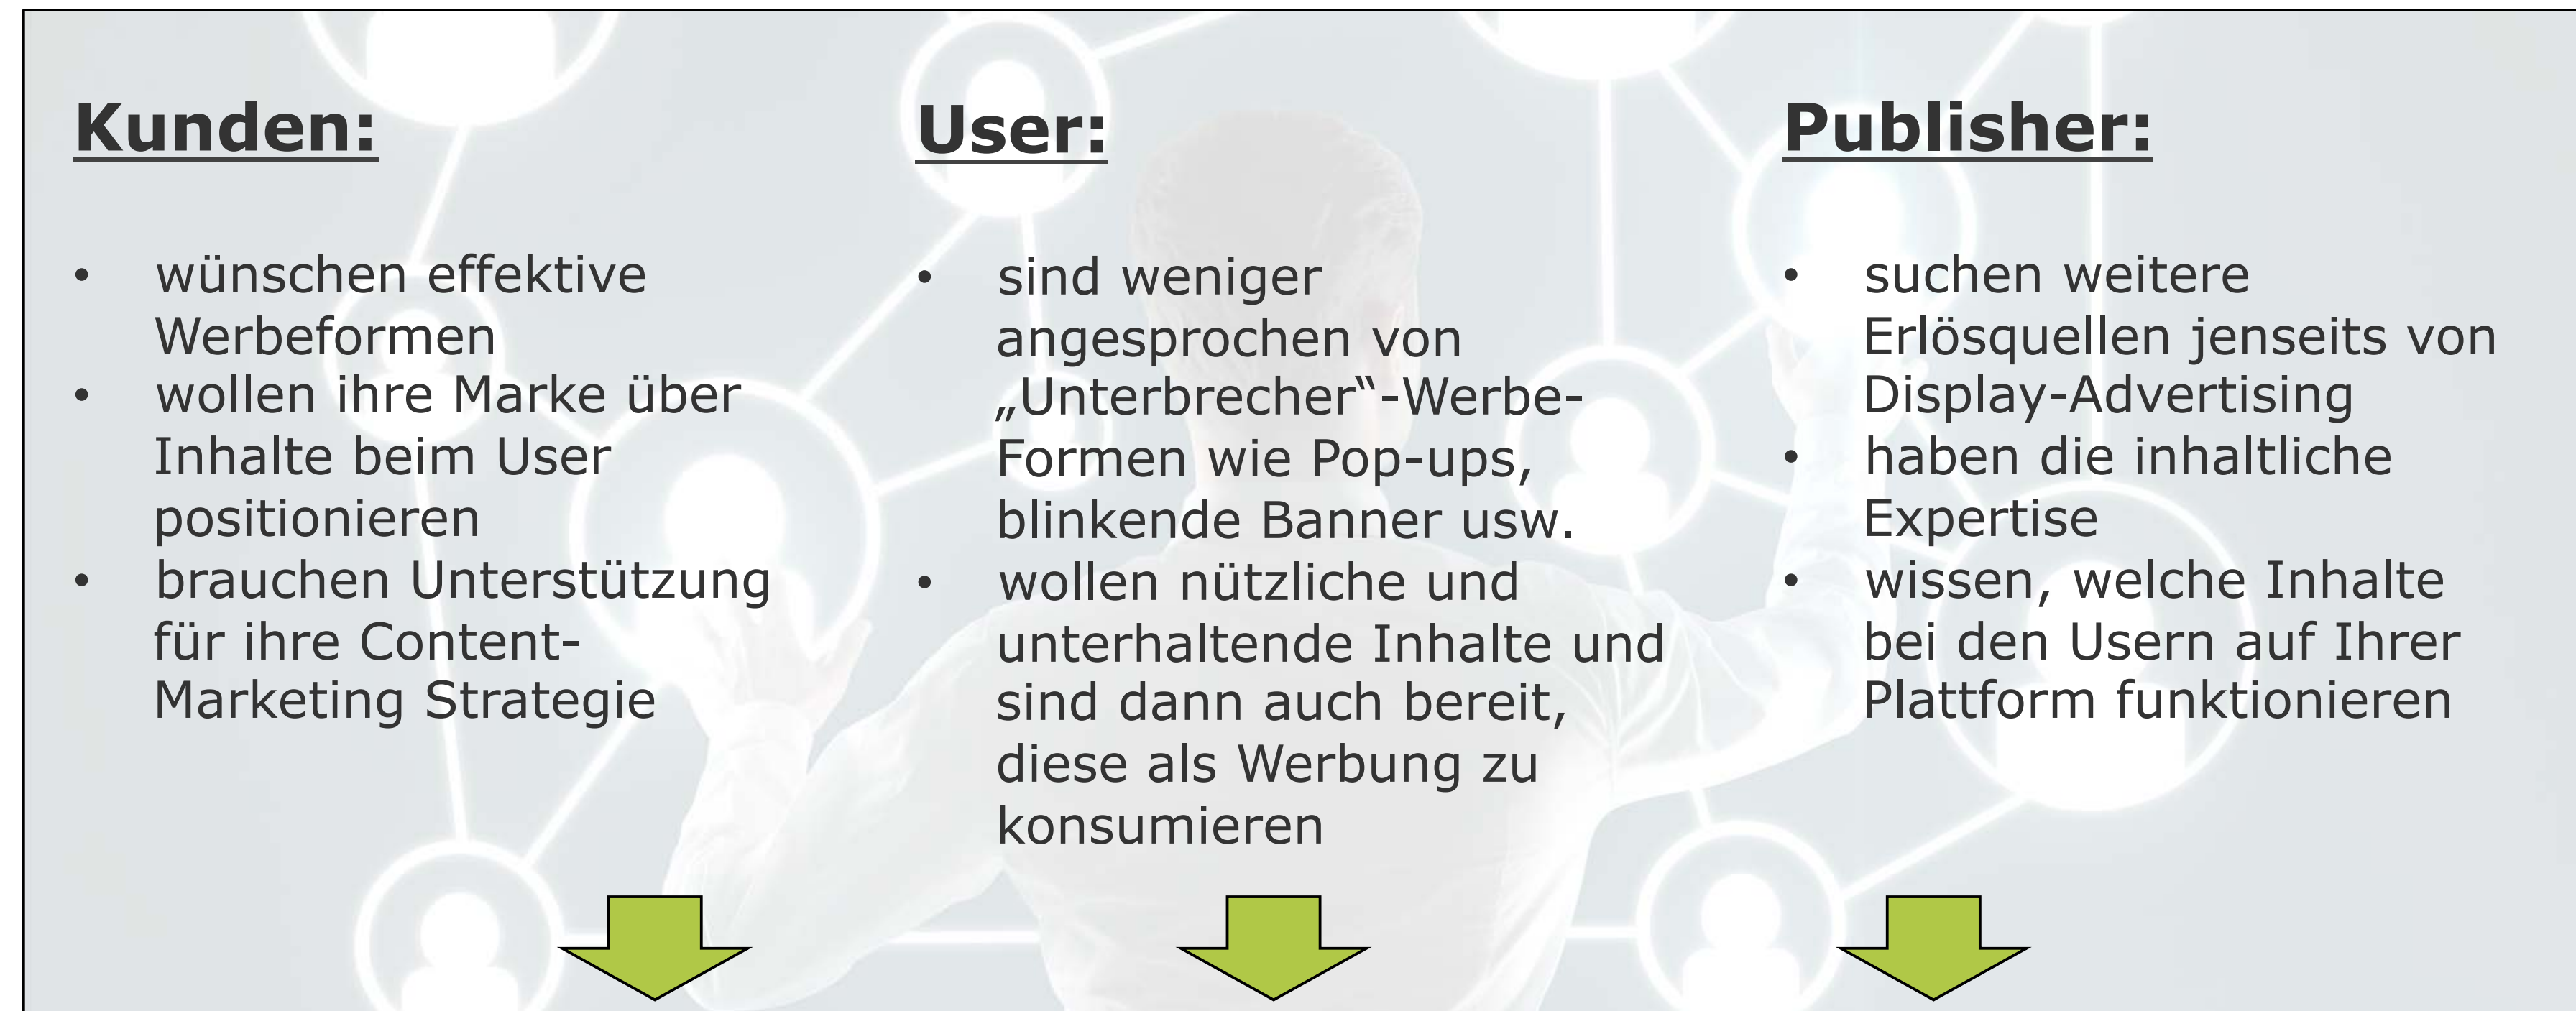 Kunden:
• wünschen effektive
Werbeformen
• wollen ihre Marke über
Inhalte beim User
positionieren
• brauchen Unterstützung
für ihre Content-
Marketing Strategie
User:
• sind weniger
angesprochen von
„Unterbrecher“-Werbe-
Formen wie Pop-ups,
blinkende Banner usw.
• wollen nützliche und
unterhaltende Inhalte und
sind dann auch bereit,
diese als Werbung zu
konsumieren
Publisher:
• suchen weitere
Erlösquellen jenseits von
Display-Advertising
• haben die inhaltliche
Expertise
• wissen, welche Inhalte
bei den Usern auf Ihrer
Plattform funktionieren